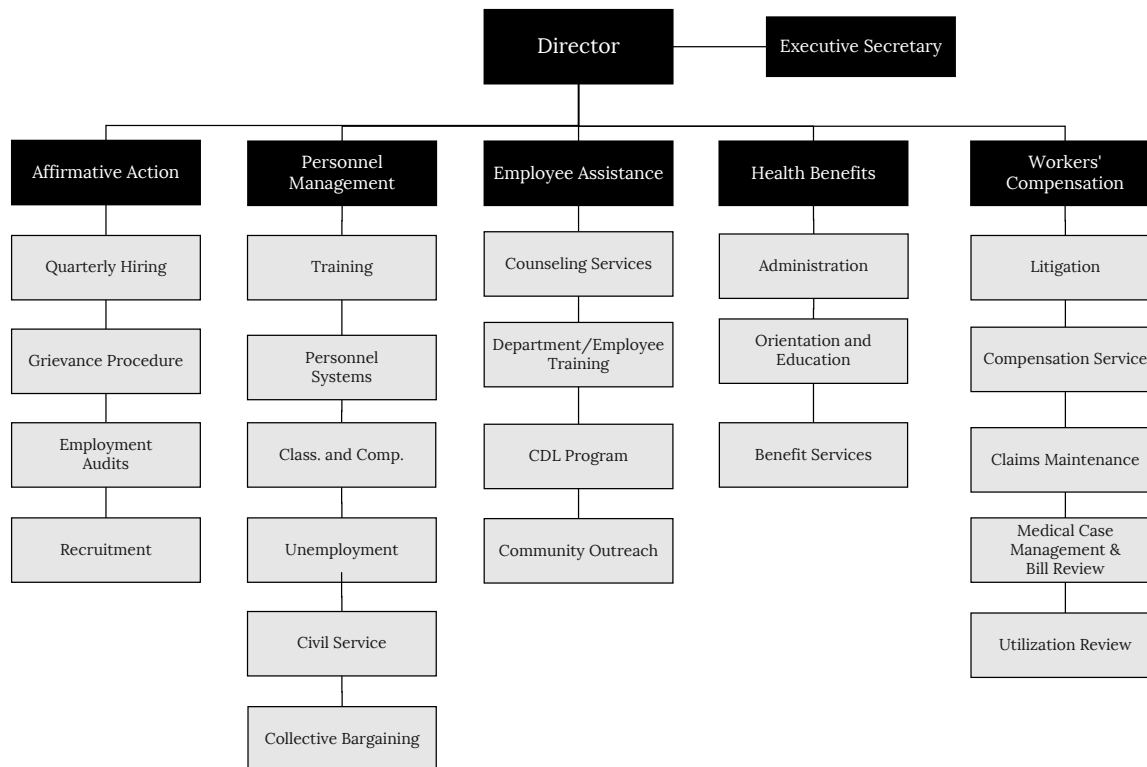 Director
Executive Secretary
Affirmative Action
Personnel
Management
Employee Assistance
Health Benefits
Workers'
Compensation
Quarterly Hiring
Grievance Procedure
Employment
Audits
Recruitment
Training
Personnel
Systems
Class. and Comp.
Unemployment
Civil Service
Collective Bargaining
Counseling Services
Department/Employee
Training
CDL Program
Community Outreach
Administration
Orientation and
Education
Benefit Services
Litigation
Compensation Service
Claims Maintenance
Medical Case
Management &
Bill Review
Utilization Review